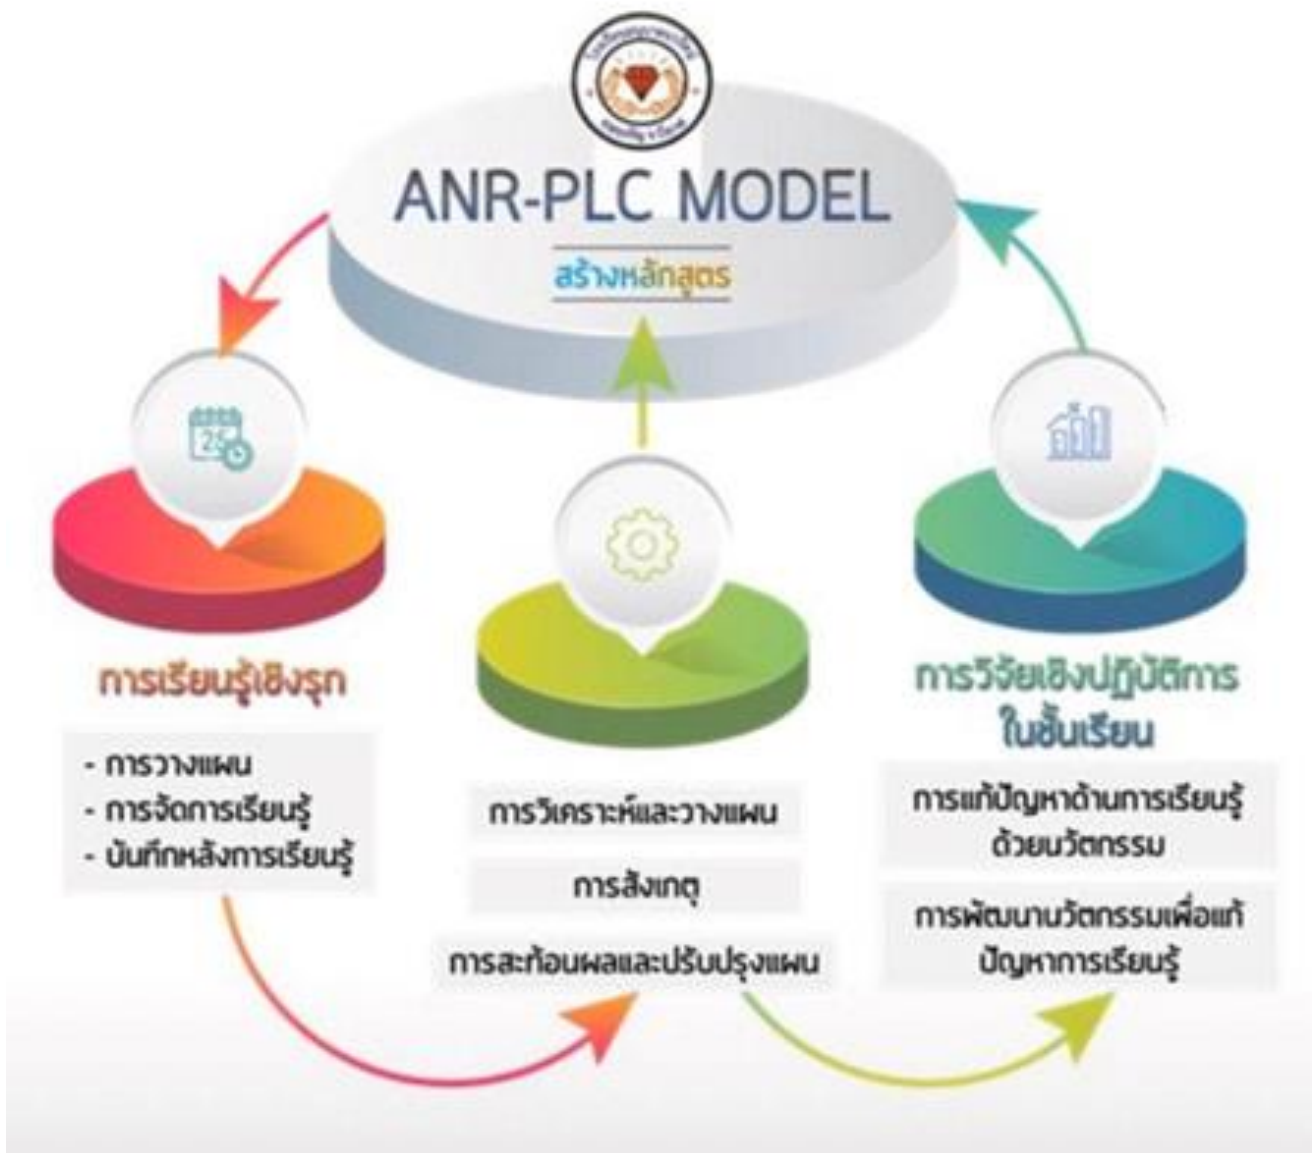 ANR-PLC MODEL
สร้างหลักสูตร
25
การเรียนรู้เชิงรุก
- การวางแผน
- การจัดการเรียนรู้
- บันทึกหลังการเรียนรู้
การวิเคราะห์และวางแผน
การสังเกตุ
การสะท้อนผลและปรับปรุงแผน
การวิจัยเชิงปฏิบัติการ
ในชั้นเรียน
การแก้ปัญหาด้านการเรียนรู้
ด้วยนวัตกรรม
การพัฒนานวัตกรรมเพื่อแก้
ปัญหาการเรียนรู้